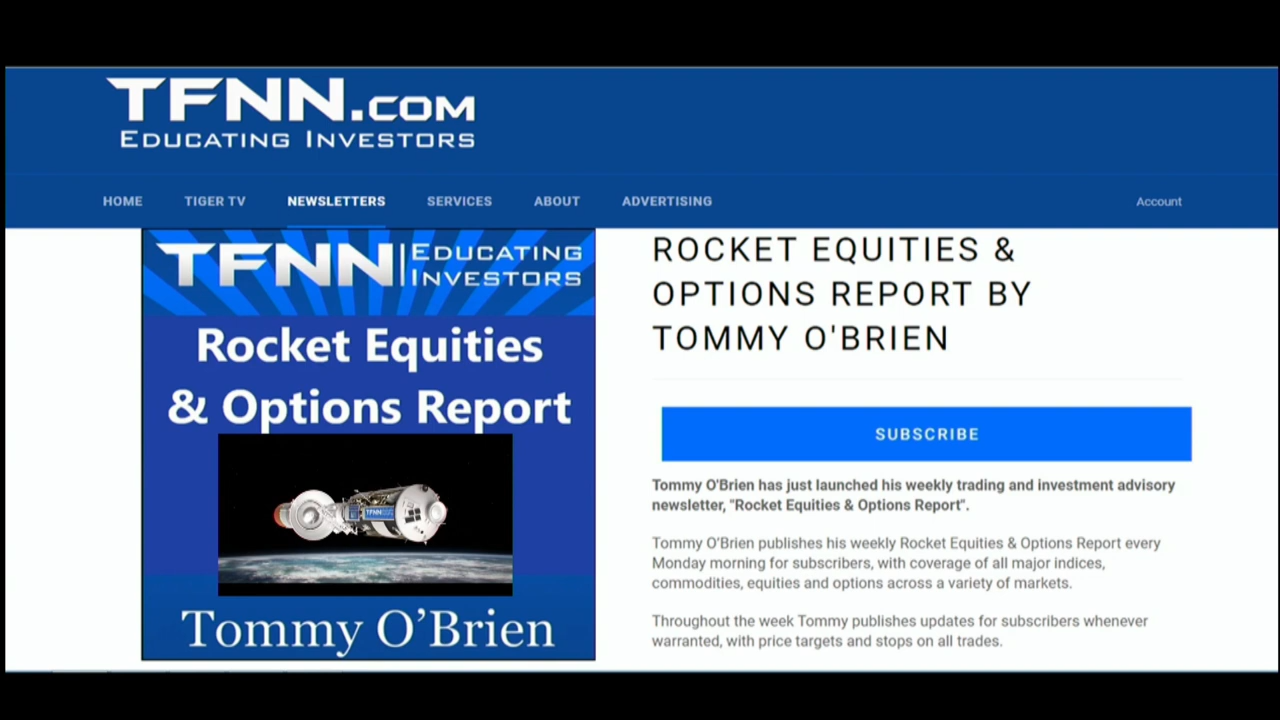 TFNN.COM
EDUCATING INVESTORS
HOME TIGER TV NEWSLETTERS SERVICES ABOUT ADVERTISING Account
TFNN EDUCATING
INVESTORS
Rocket Equities
& Options Report
TFNN
Tommy O’Brien
ROCKET EQUITIES &
OPTIONS REPORT BY
TOMMY O'BRIEN
SUBSCRIBE
Tommy O'Brien has just launched his weekly trading and investment advisory
newsletter, "Rocket Equities & Options Report".
Tommy O’Brien publishes his weekly Rocket Equities & Options Report every
Monday morning for subscribers, with coverage of all major indices,
commodities, equities and options across a variety of markets.
Throughout the week Tommy publishes updates for subscribers whenever
warranted, with price targets and stops on all trades.